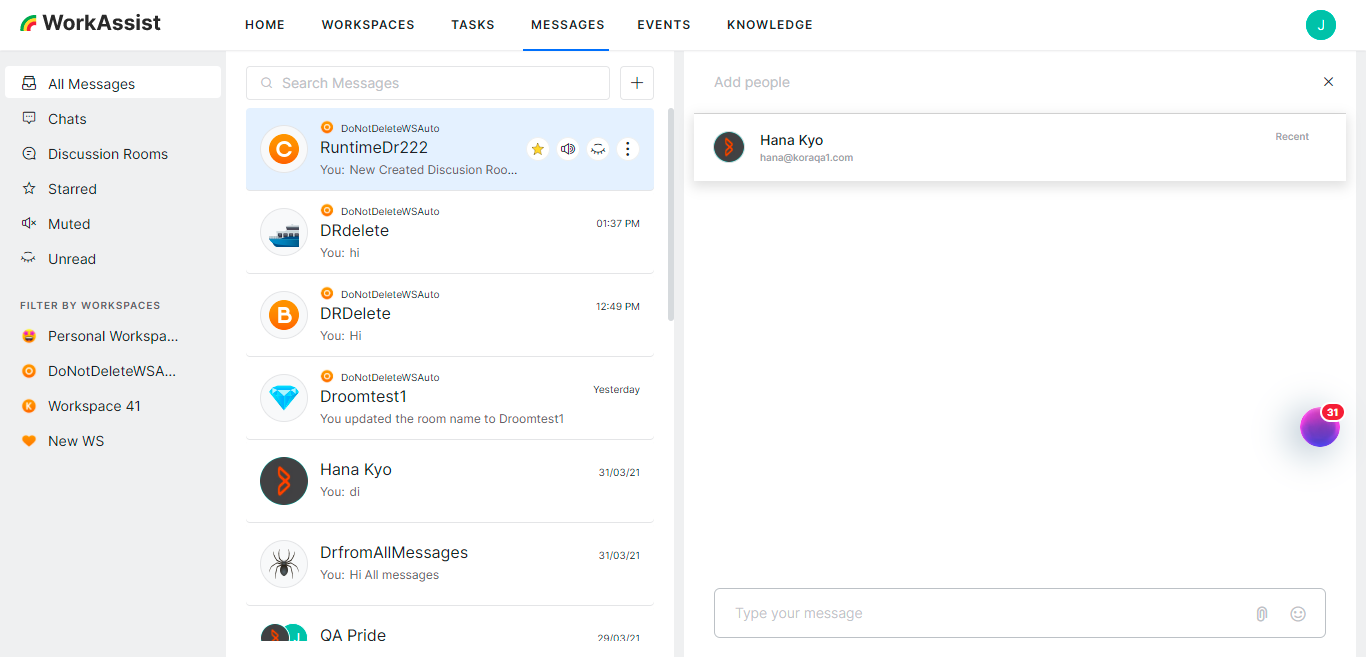 WorkAssist
HOME WORKSPACES TASKS MESSAGES EVENTS KNOWLEDGE
J
All Messages
Chats
Discussion Rooms
Starred
Muted
Unread
FILTER BY WORKSPACES
Personal Workspa...
DoNotDeleteWSA...
K
Workspace 41
New WS
Search Messages
C
DoNotDeleteWSAuto
RuntimeDr222
You: New Created Discusion Roo...
DoNotDeleteWSAuto
DRdelete
You: hi
01:37 PM
B
DoNotDeleteWSAuto
DRDelete
You: Hi
12:49 PM
DoNotDeleteWSAuto
Droomtest1
You updated the room name to Droomtest1
Yesterday
Hana Kyo
You: di
31/03/21
DrfromAllMessages
You: Hi All messages
31/03/21
J
QA Pride
29/03/21
Add people
Hana Kyo
hana@koraqa1.com
Recent
31
Type your message